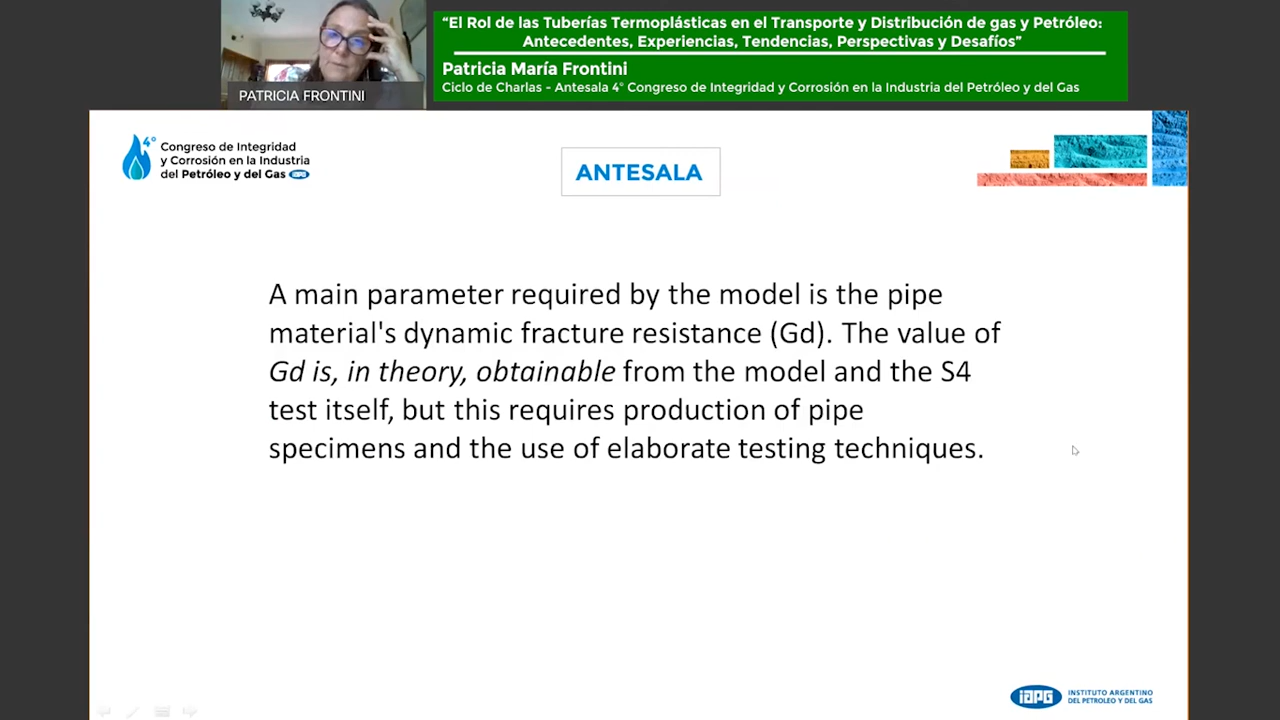 “El Rol de las Tuberías Termoplásticas en el Transporte y Distribución de gas y Petróleo:
Antecedentes, Experiencias, Tendencias, Perspectivas y Desafíos”
Patricia María Frontini
Ciclo de Charlas - Antesala 4° Congreso de Integridad y Corrosión en la Industria del Petróleo y del Gas
PATRICIA FRONTINI
4°
Congreso de Integridad
y Corrosión en la Industria
del Petróleo y del Gas iapg
ANTESALA
A main parameter required by the model is the pipe
material's dynamic fracture resistance (Gd). The value of
Gd is, in theory, obtainable from the model and the S4
test itself, but this requires production of pipe
specimens and the use of elaborate testing techniques.
iapg
INSTITUTO ARGENTINO
DEL PETROLEO Y DEL GAS